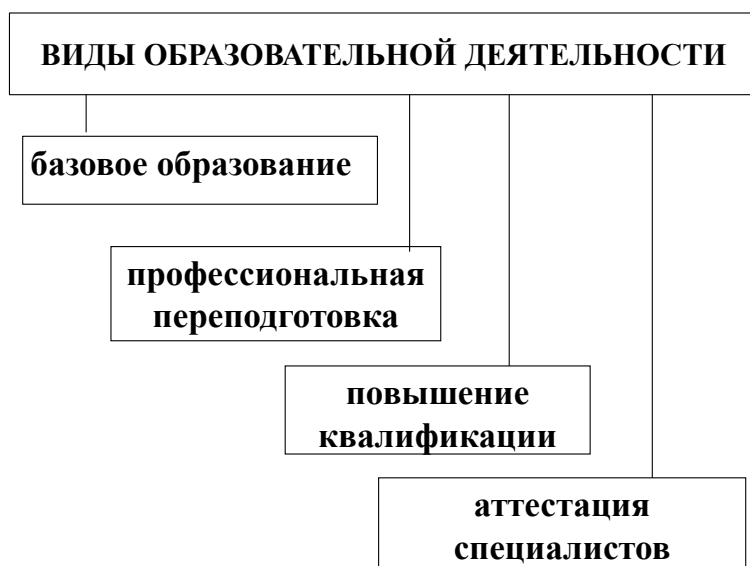 ВИДЫ ОБРАЗОВАТЕЛЬНОЙ ДЕЯТЕЛЬНОСТИ
базовое образование
профессиональная
переподготовка
повышение
квалификации
аттестация
специалистов